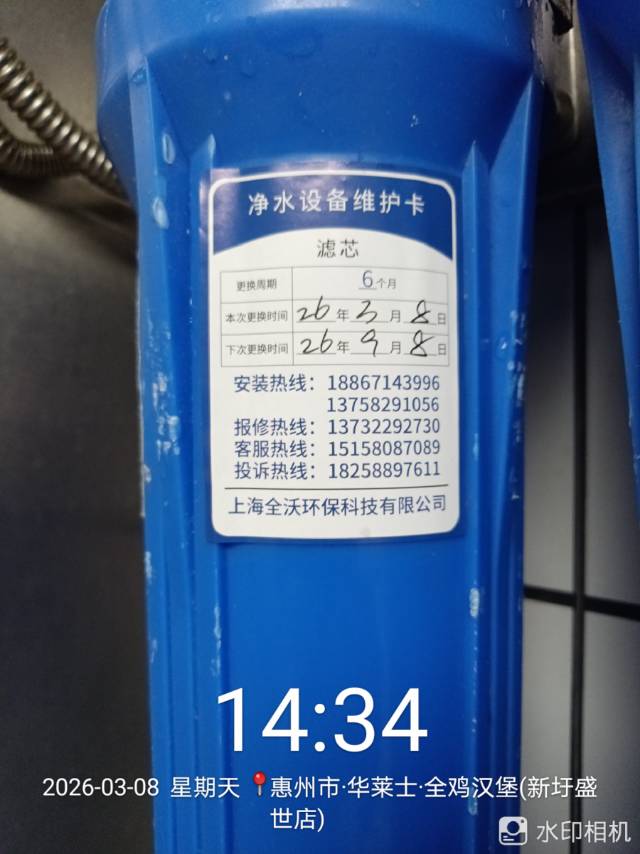 净水设备维护卡
滤芯
更换周期 6个月
本次更换时间 26年3月8日
下次更换时间 26年9月8日
安装热线：18867143996
13758291056
报修热线：13732292730
客服热线：15158087089
投诉热线：18258897611
上海全沃环保科技有限公司
14:34
2026-03-08 星期天 📍惠州市·华莱士·全鸡汉堡(新圩盛
世店)
水印相机